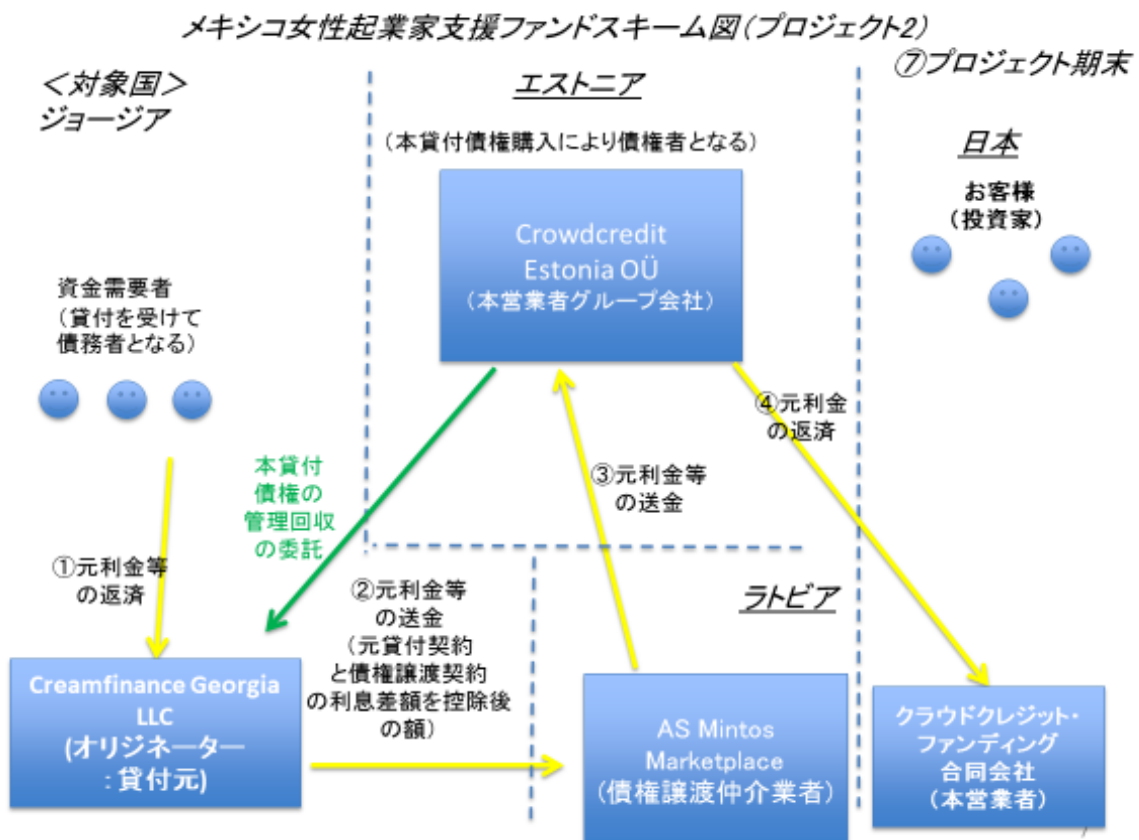 メキシコ女性起業家支援ファンドスキーム図(プロジェクト2)
⑦プロジェクト期末
<対象国>
ジョージア
エストニア
(本貸付債権購入により債権者となる)
日本
お客様
(投資家)
Crowdcredit
Estonia OÜ
(本営業者グループ会社)
資金需要者
(貸付を受けて
債務者となる)
④元利金
の返済
本貸付
債権の
管理回収
の委託
③元利金等
の送金
①元利金等
の返済
②元利金等
の送金
(元貸付契約
と債権譲渡契約
の利息差額を控除後
の額)
ラトビア
Creamfinance Georgia
LLC
(オリジネーター
:貸付元)
AS Mintos
Marketplace
(債権譲渡仲介業者)
クラウドクレジット・
ファンディング
合同会社
(本営業者)